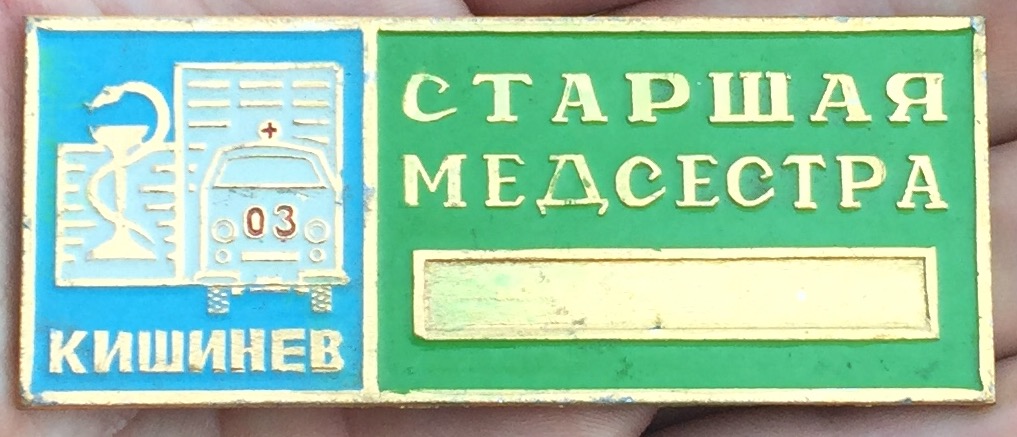 03
КИШИНЕВ
СТАРШАЯ
МЕДСЕСТРА